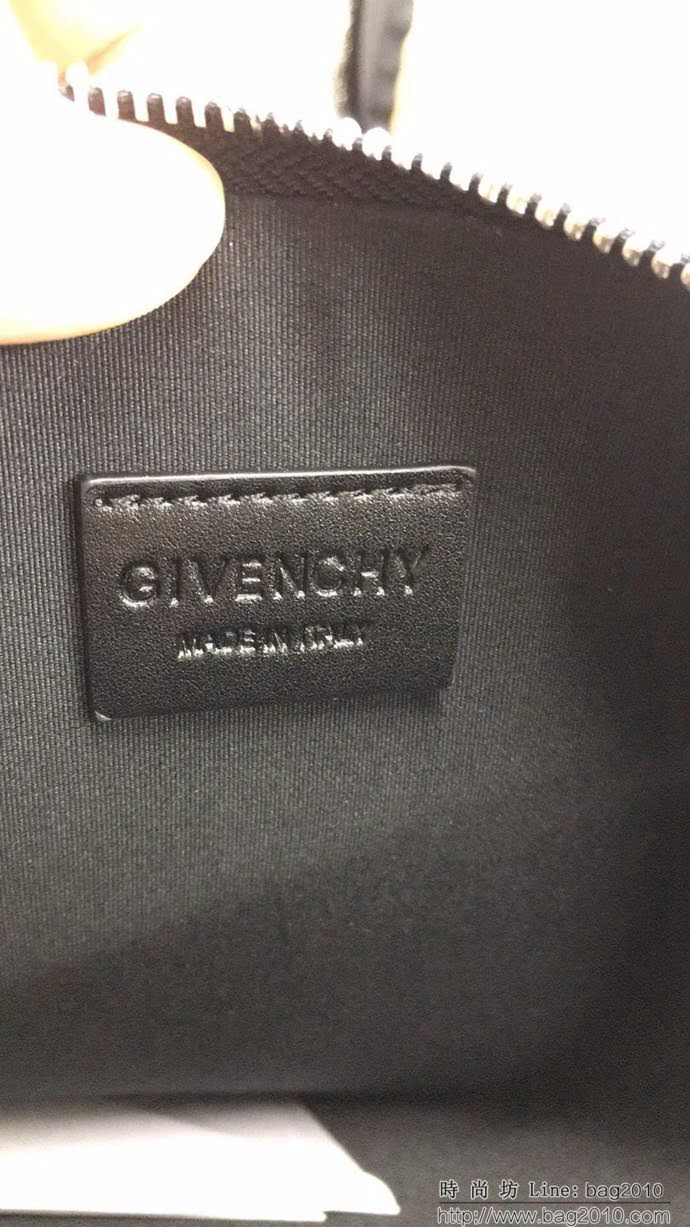 GIVENCHY
MADE IN ITALY
時尚坊 Line: bag2010
http://www.bag2010.com